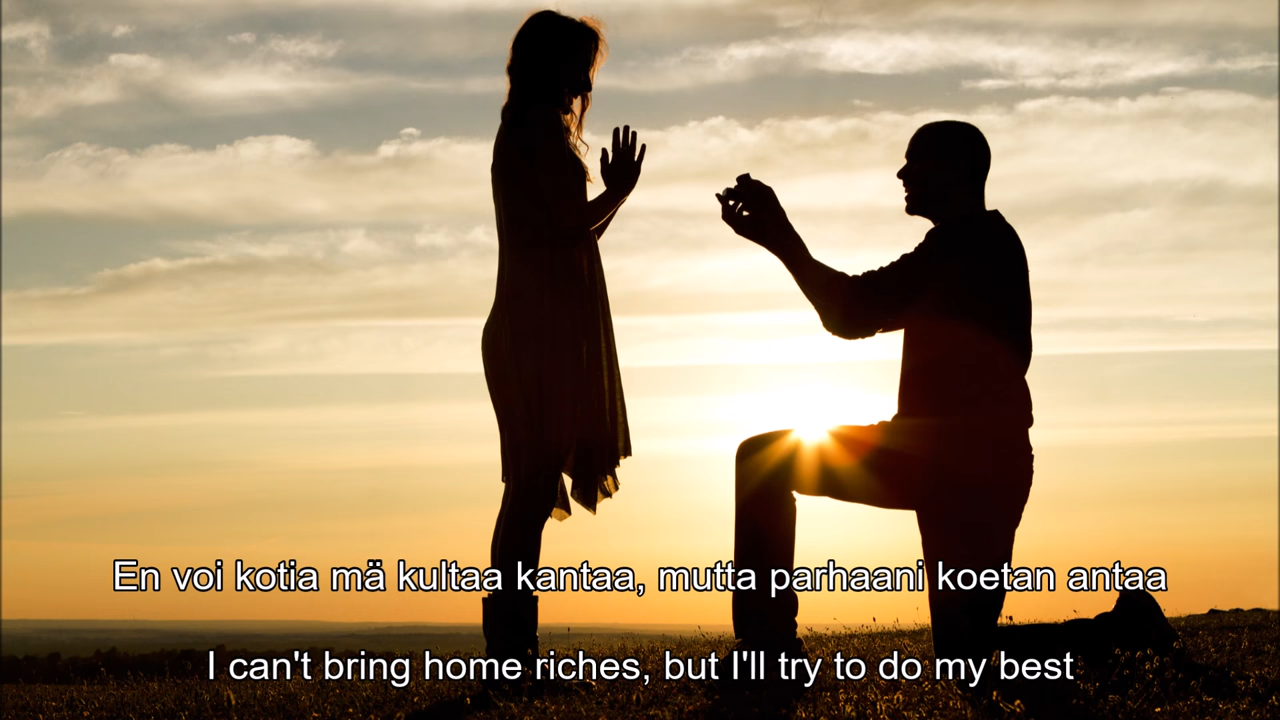 En voi kotia mä kultaa kantaa, mutta parhaani koetan antaa
I can't bring home riches, but I'll try to do my best